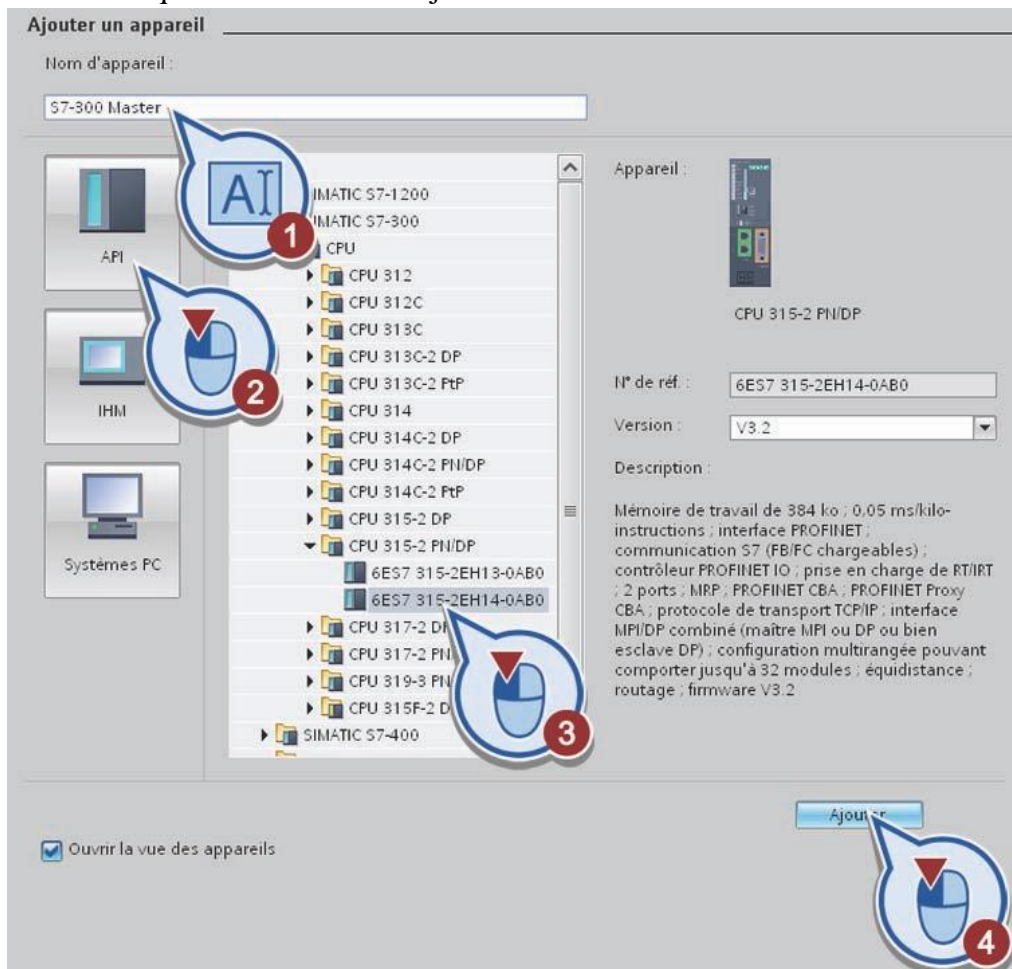 Ajouter un appareil
Nom d'appareil :
S7-300 Master
API
IHM
Systèmes PC
AI
1
2
3
4
IMATIC S7-1200
IMATIC S7-300
CPU
CPU 312
CPU 312C
CPU 313C
CPU 313C-2 DP
CPU 313C-2 PtP
CPU 314
CPU 314C-2 DP
CPU 314C-2 PN/DP
CPU 314C-2 PtP
CPU 315-2 DP
CPU 315-2 PN/DP
6ES7 315-2EH13-0AB0
6ES7 315-2EH14-0AB0
CPU 317-2 D
CPU 317-2 PN
CPU 319-3 PN
CPU 315F-2 D
SIMATIC S7-400
Appareil :
CPU 315-2 PN/DP
N° de réf. :
6ES7 315-2EH14-0AB0
Version :
V3.2
Description :
Mémoire de travail de 384 ko ; 0,05 ms/kilo-
instructions ; interface PROFINET ;
communication S7 (FB/FC chargeables) ;
contrôleur PROFINET IO ; prise en charge de RT/IRT
; 2 ports ; MRP ; PROFINET CBA ; PROFINET Proxy
CBA ; protocole de transport TCP/IP ; interface
MPI/DP combiné (maître MPI ou DP ou bien
esclave DP) ; configuration multirangée pouvant
comporter jusqu'à 32 modules ; équidistance ;
routage ; firmware V3.2
Ajouter
Ouvrir la vue des appareils